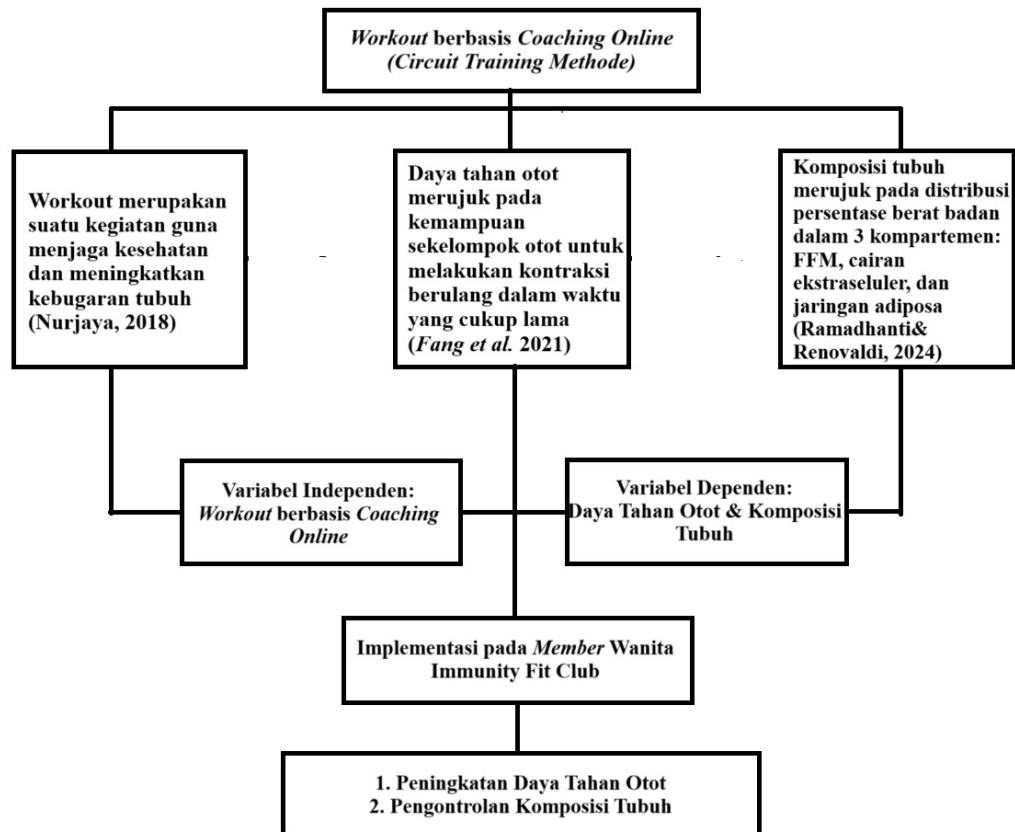 Workout berbasis Coaching Online
(Circuit Training Methode)
Workout merupakan
suatu kegiatan guna
menjaga kesehatan
dan meningkatkan
kebugaran tubuh
(Nurjaya, 2018)
Daya tahan otot
merujuk pada
kemampuan
sekelompok otot untuk
melakukan kontraksi
berulang dalam waktu
yang cukup lama
(Fang et al. 2021)
Komposisi tubuh
merujuk pada distribusi
persentase berat badan
dalam 3 kompartemen:
FFM, cairan
ekstraseluler, dan
jaringan adiposa
(Ramadhanti&
Renovaldi, 2024)
Variabel Independen:
Workout berbasis Coaching
Online
Variabel Dependen:
Daya Tahan Otot & Komposisi
Tubuh
Implementasi pada Member Wanita
Immunity Fit Club
1. Peningkatan Daya Tahan Otot
2. Pengontrolan Komposisi Tubuh